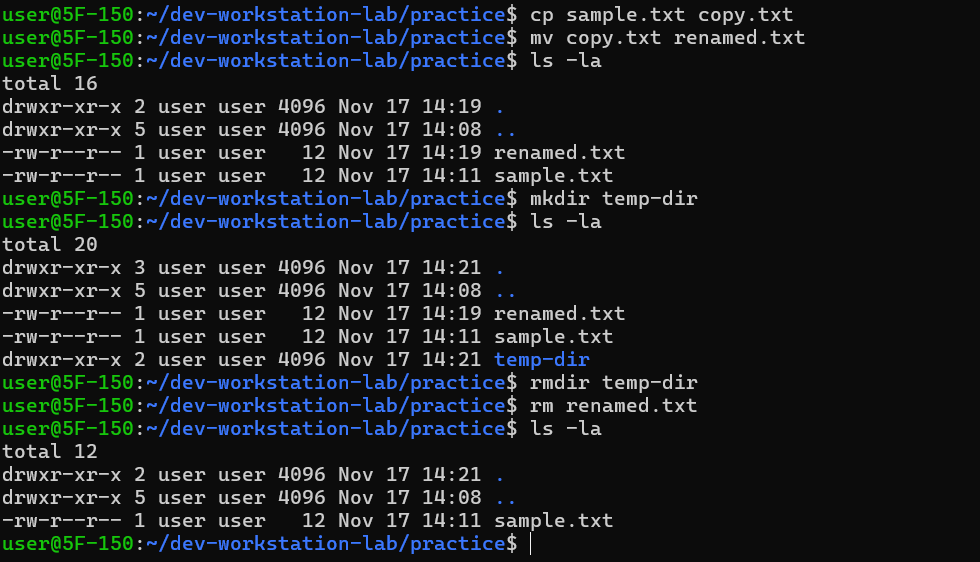 user@5F-150:~/dev-workstation-lab/practice$ cp sample.txt copy.txt
user@5F-150:~/dev-workstation-lab/practice$ mv copy.txt renamed.txt
user@5F-150:~/dev-workstation-lab/practice$ ls -la
total 16
drwxr-xr-x 2 user user 4096 Nov 17 14:19 .
drwxr-xr-x 5 user user 4096 Nov 17 14:08 ..
-rw-r--r-- 1 user user   12 Nov 17 14:19 renamed.txt
-rw-r--r-- 1 user user   12 Nov 17 14:11 sample.txt
user@5F-150:~/dev-workstation-lab/practice$ mkdir temp-dir
user@5F-150:~/dev-workstation-lab/practice$ ls -la
total 20
drwxr-xr-x 3 user user 4096 Nov 17 14:21 .
drwxr-xr-x 5 user user 4096 Nov 17 14:08 ..
-rw-r--r-- 1 user user   12 Nov 17 14:19 renamed.txt
-rw-r--r-- 1 user user   12 Nov 17 14:11 sample.txt
drwxr-xr-x 2 user user 4096 Nov 17 14:21 temp-dir
user@5F-150:~/dev-workstation-lab/practice$ rmdir temp-dir
user@5F-150:~/dev-workstation-lab/practice$ rm renamed.txt
user@5F-150:~/dev-workstation-lab/practice$ ls -la
total 12
drwxr-xr-x 2 user user 4096 Nov 17 14:21 .
drwxr-xr-x 5 user user 4096 Nov 17 14:08 ..
-rw-r--r-- 1 user user   12 Nov 17 14:11 sample.txt
user@5F-150:~/dev-workstation-lab/practice$